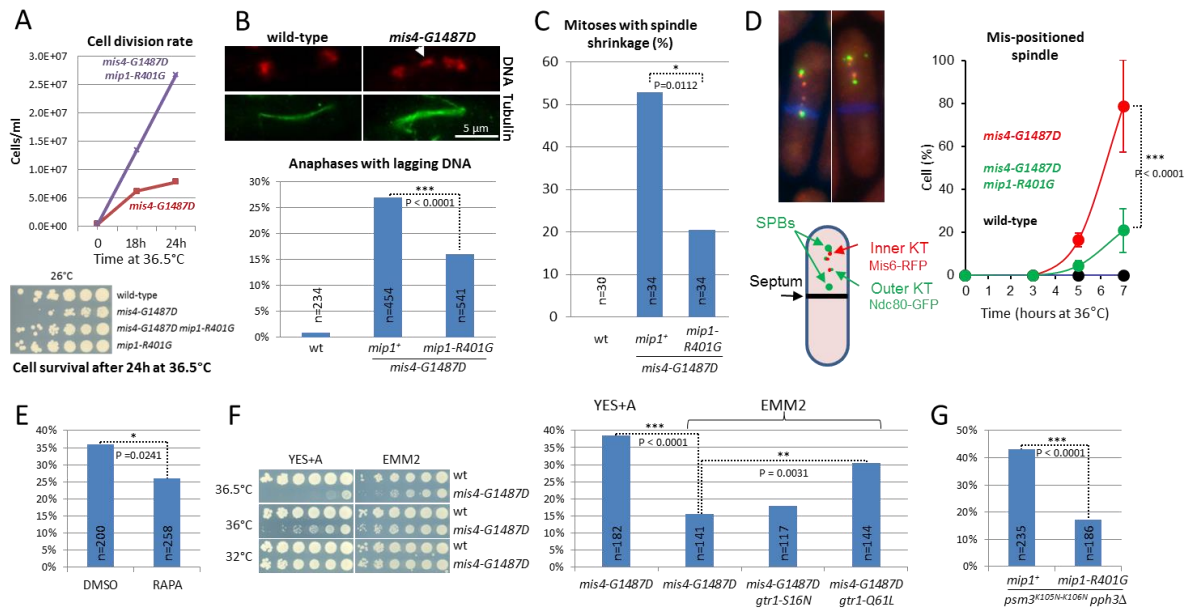 A
Cell division rate
mis4-G1487D
mip1-R401G
3.0E+07
2.5E+07
2.0E+07
1.5E+07
1.0E+07
5.0E+06
0.0E+00
Cells/ml
mis4-G1487D
0 18h 24h
Time at 36.5°C
26°C
wild-type
mis4-G1487D
mis4-G1487D mip1-R401G
mip1-R401G
Cell survival after 24h at 36.5°C
B
wild-type mis4-G1487D
DNA Tubulin
5 µm
Anaphases with lagging DNA
30%
25%
20%
15%
10%
5%
0%
***
P < 0.0001
n=234
n=454
n=541
wt mip1+ mip1-R401G
mis4-G1487D
C
Mitoses with spindle
shrinkage (%)
60
50
40
30
20
10
0
*
P=0.0112
n=30
n=34
n=34
wt mip1+ mip1-
R401G
mis4-G1487D
D
SPBs
Inner KT
Mis6-RFP
Septum
Outer KT
Ndc80-GFP
Mis-positioned
spindle
100
80
60
40
20
0
Cell (%)
mis4-G1487D
mis4-G1487D
mip1-R401G
wild-type
***
P < 0.0001
0 1 2 3 4 5 6 7
Time (hours at 36°C)
E
40%
35%
30%
25%
20%
15%
10%
5%
0%
*
P =0.0241
n=200
n=258
DMSO RAPA
F
YES+A EMM2
36.5°C
wt
mis4-G1487D
36°C
wt
mis4-G1487D
32°C
wt
mis4-G1487D
YES+A EMM2
40%
35%
30%
25%
20%
15%
10%
5%
0%
***
P < 0.0001
**
P = 0.0031
n=182
n=141
n=117
n=144
mis4-G1487D mis4-G1487D mis4-G1487D mis4-G1487D
gtr1-S16N gtr1-Q61L
G
50%
40%
30%
20%
10%
0%
***
P < 0.0001
n=235
n=186
mip1+ mip1-R401G
psm3K105N-K106N pph3Δ